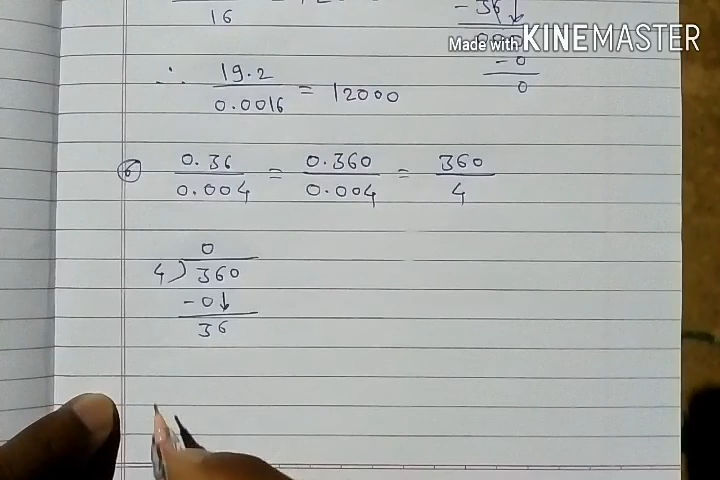 16
-36↓
Made with KINEMASTER
-0
∴ 19.2/0.0016 = 12000
0
⑥ 0.36/0.004 = 0.360/0.004 = 360/4
0
4)360
-0↓
36